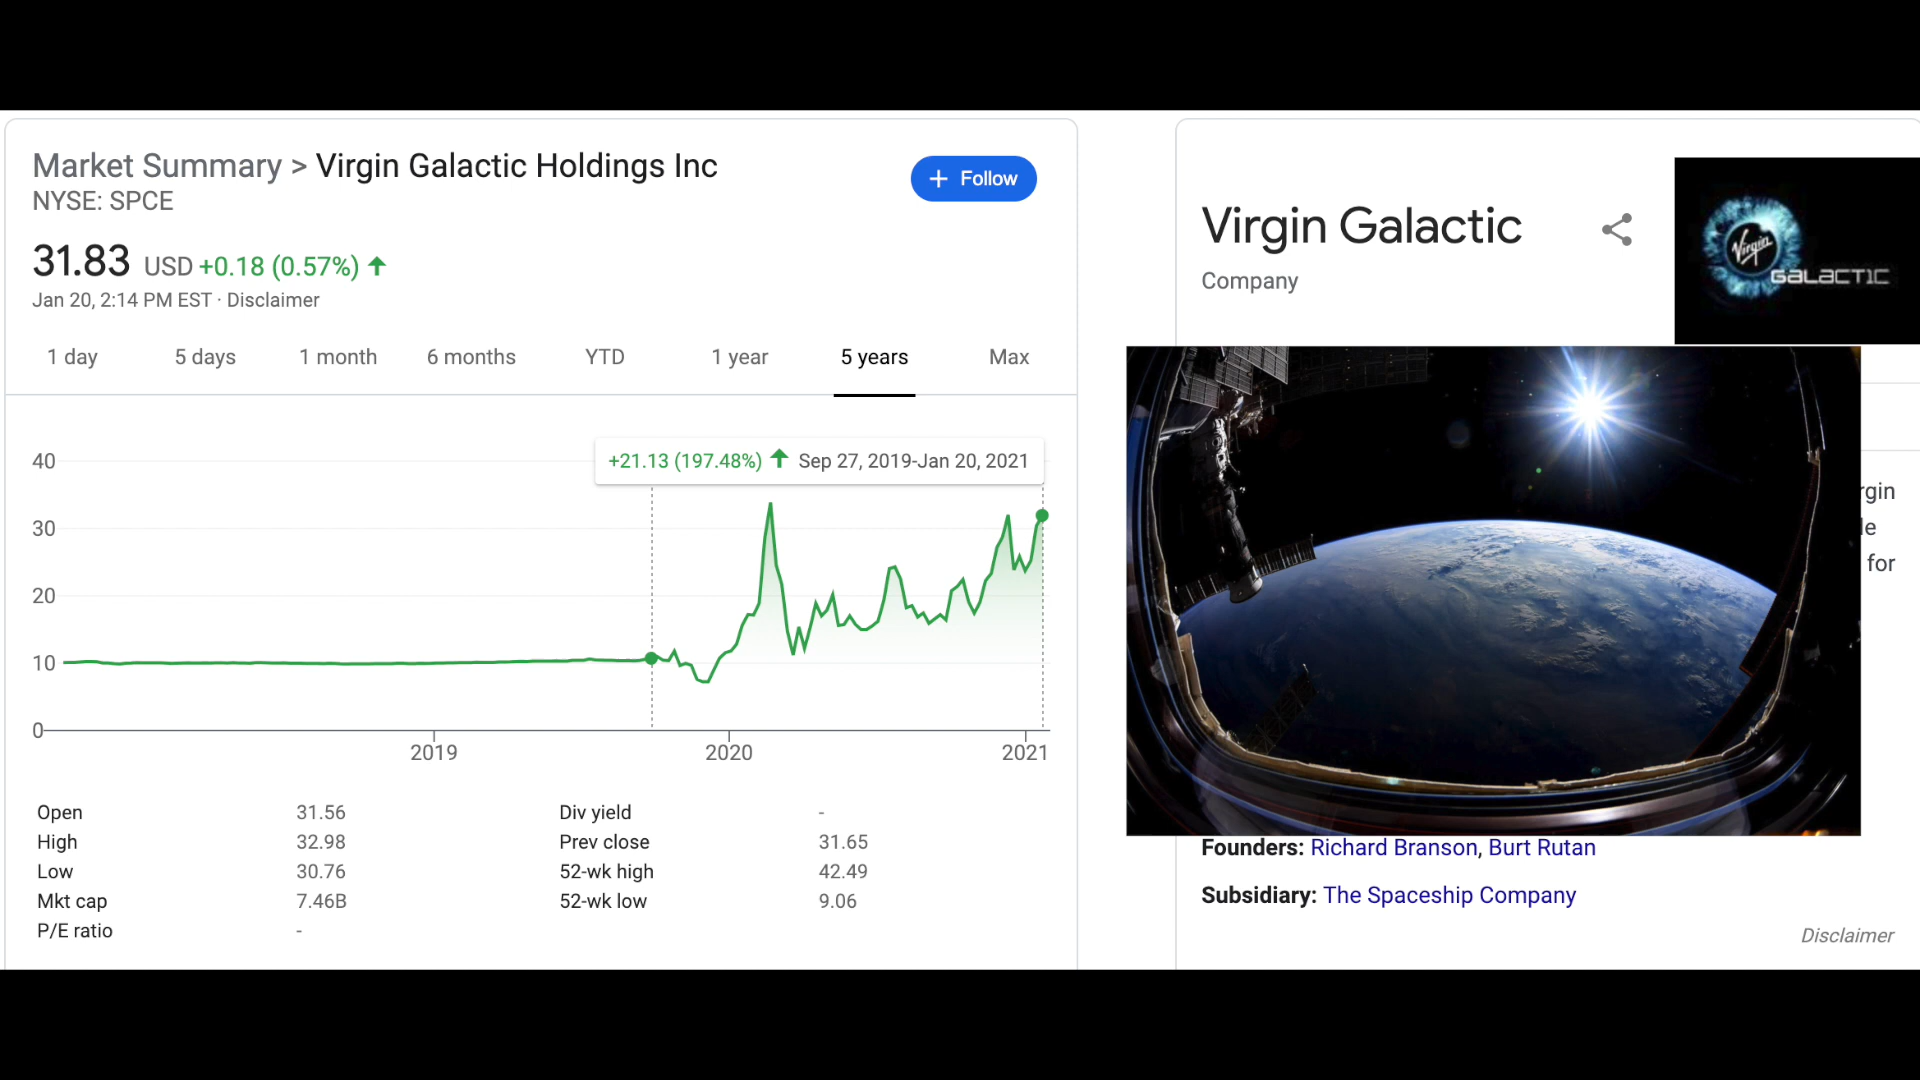 Market Summary > Virgin Galactic Holdings Inc
NYSE: SPCE
+ Follow
31.83 USD +0.18 (0.57%)
Jan 20, 2:14 PM EST · Disclaimer
1 day 5 days 1 month 6 months YTD 1 year 5 years Max
+21.13 (197.48%) Sep 27, 2019-Jan 20, 2021
40
30
20
10
0
2019 2020 2021
Open 31.56 Div yield -
High 32.98 Prev close 31.65
Low 30.76 52-wk high 42.49
Mkt cap 7.46B 52-wk low 9.06
P/E ratio -
Virgin Galactic
Company
Virgin
GALACTIC
rgin
le
for
Founders: Richard Branson, Burt Rutan
Subsidiary: The Spaceship Company
Disclaimer